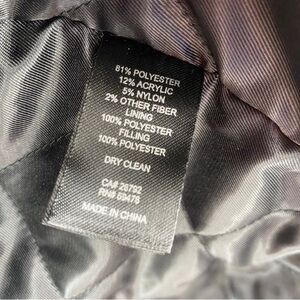 81% POLYESTER
12% ACRYLIC
5% NYLON
2% OTHER FIBER
LINING
100% POLYESTER
FILLING
100% POLYESTER
DRY CLEAN
CA# 26792
RN# 59476
MADE IN CHINA